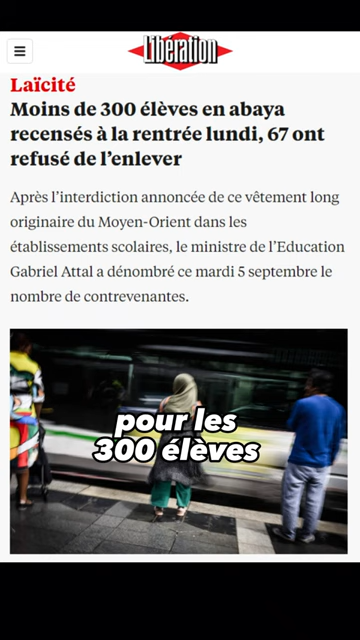 Libération
Laïcité
Moins de 300 élèves en abaya
recensés à la rentrée lundi, 67 ont
refusé de l’enlever
Après l’interdiction annoncée de ce vêtement long
originaire du Moyen-Orient dans les
établissements scolaires, le ministre de l’Education
Gabriel Attal a dénombré ce mardi 5 septembre le
nombre de contrevenantes.
pour les
300 élèves